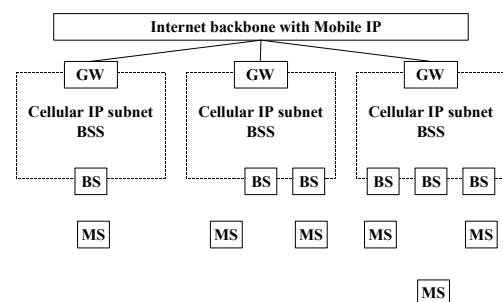 Internet backbone with Mobile IP
GW GW GW
Cellular IP subnet Cellular IP subnet Cellular IP subnet
BSS BSS BSS
BS BS BS BS BS BS
MS MS MS MS MS
MS